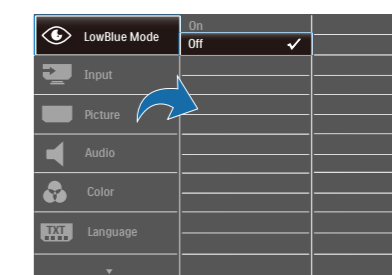 LowBlue Mode
On
Off
Input
Picture
Audio
Color
TXT
Language